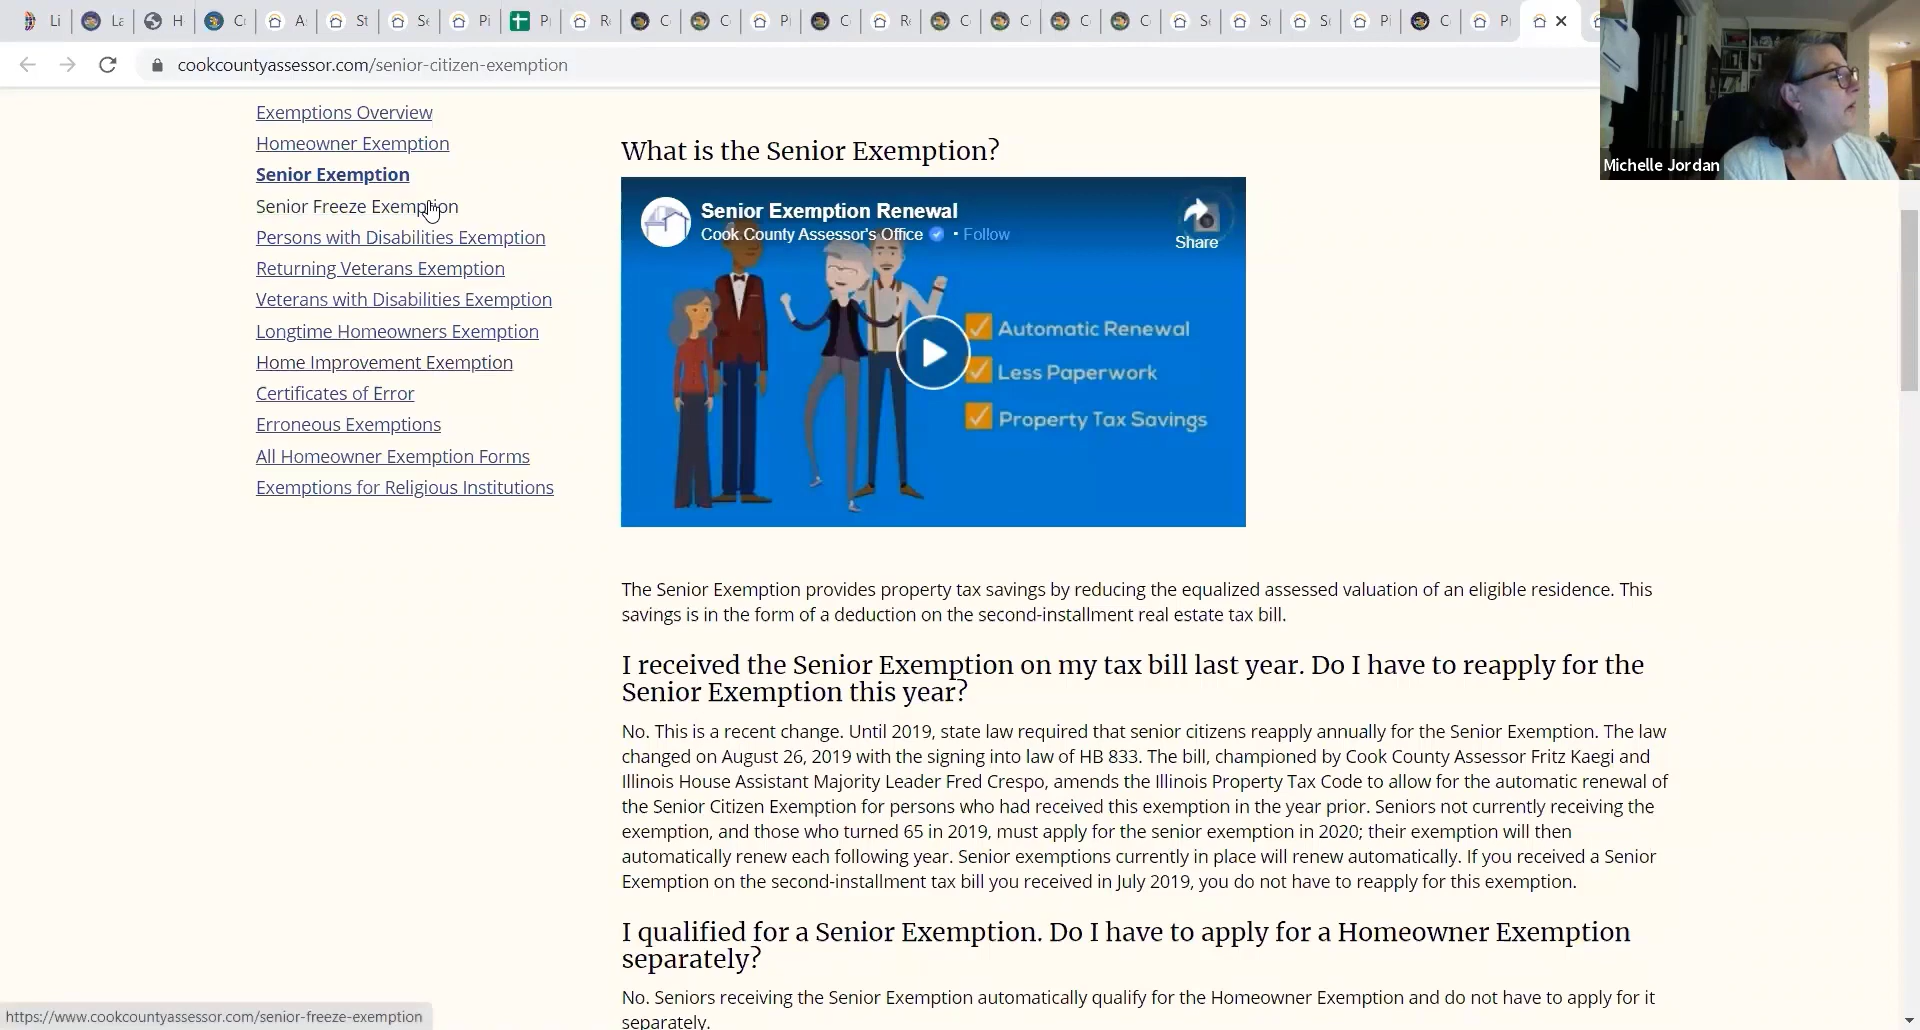 Li
La
H
C
A
St
Se
Pi
P
R
C
C
Pi
C
R
C
C
C
C
S
S
S
Pi
C
P
cookcountyassessor.com/senior-citizen-exemption
Michelle Jordan
Exemptions Overview
Homeowner Exemption
Senior Exemption
Senior Freeze Exemption
Persons with Disabilities Exemption
Returning Veterans Exemption
Veterans with Disabilities Exemption
Longtime Homeowners Exemption
Home Improvement Exemption
Certificates of Error
Erroneous Exemptions
All Homeowner Exemption Forms
Exemptions for Religious Institutions
What is the Senior Exemption?
Senior Exemption Renewal
Cook County Assessor's Office • Follow
Share
Automatic Renewal
Less Paperwork
Property Tax Savings
The Senior Exemption provides property tax savings by reducing the equalized assessed valuation of an eligible residence. This
savings is in the form of a deduction on the second-installment real estate tax bill.
I received the Senior Exemption on my tax bill last year. Do I have to reapply for the
Senior Exemption this year?
No. This is a recent change. Until 2019, state law required that senior citizens reapply annually for the Senior Exemption. The law
changed on August 26, 2019 with the signing into law of HB 833. The bill, championed by Cook County Assessor Fritz Kaegi and
Illinois House Assistant Majority Leader Fred Crespo, amends the Illinois Property Tax Code to allow for the automatic renewal of
the Senior Citizen Exemption for persons who had received this exemption in the year prior. Seniors not currently receiving the
exemption, and those who turned 65 in 2019, must apply for the senior exemption in 2020; their exemption will then
automatically renew each following year. Senior exemptions currently in place will renew automatically. If you received a Senior
Exemption on the second-installment tax bill you received in July 2019, you do not have to reapply for this exemption.
I qualified for a Senior Exemption. Do I have to apply for a Homeowner Exemption
separately?
No. Seniors receiving the Senior Exemption automatically qualify for the Homeowner Exemption and do not have to apply for it
separately.
https://www.cookcountyassessor.com/senior-freeze-exemption